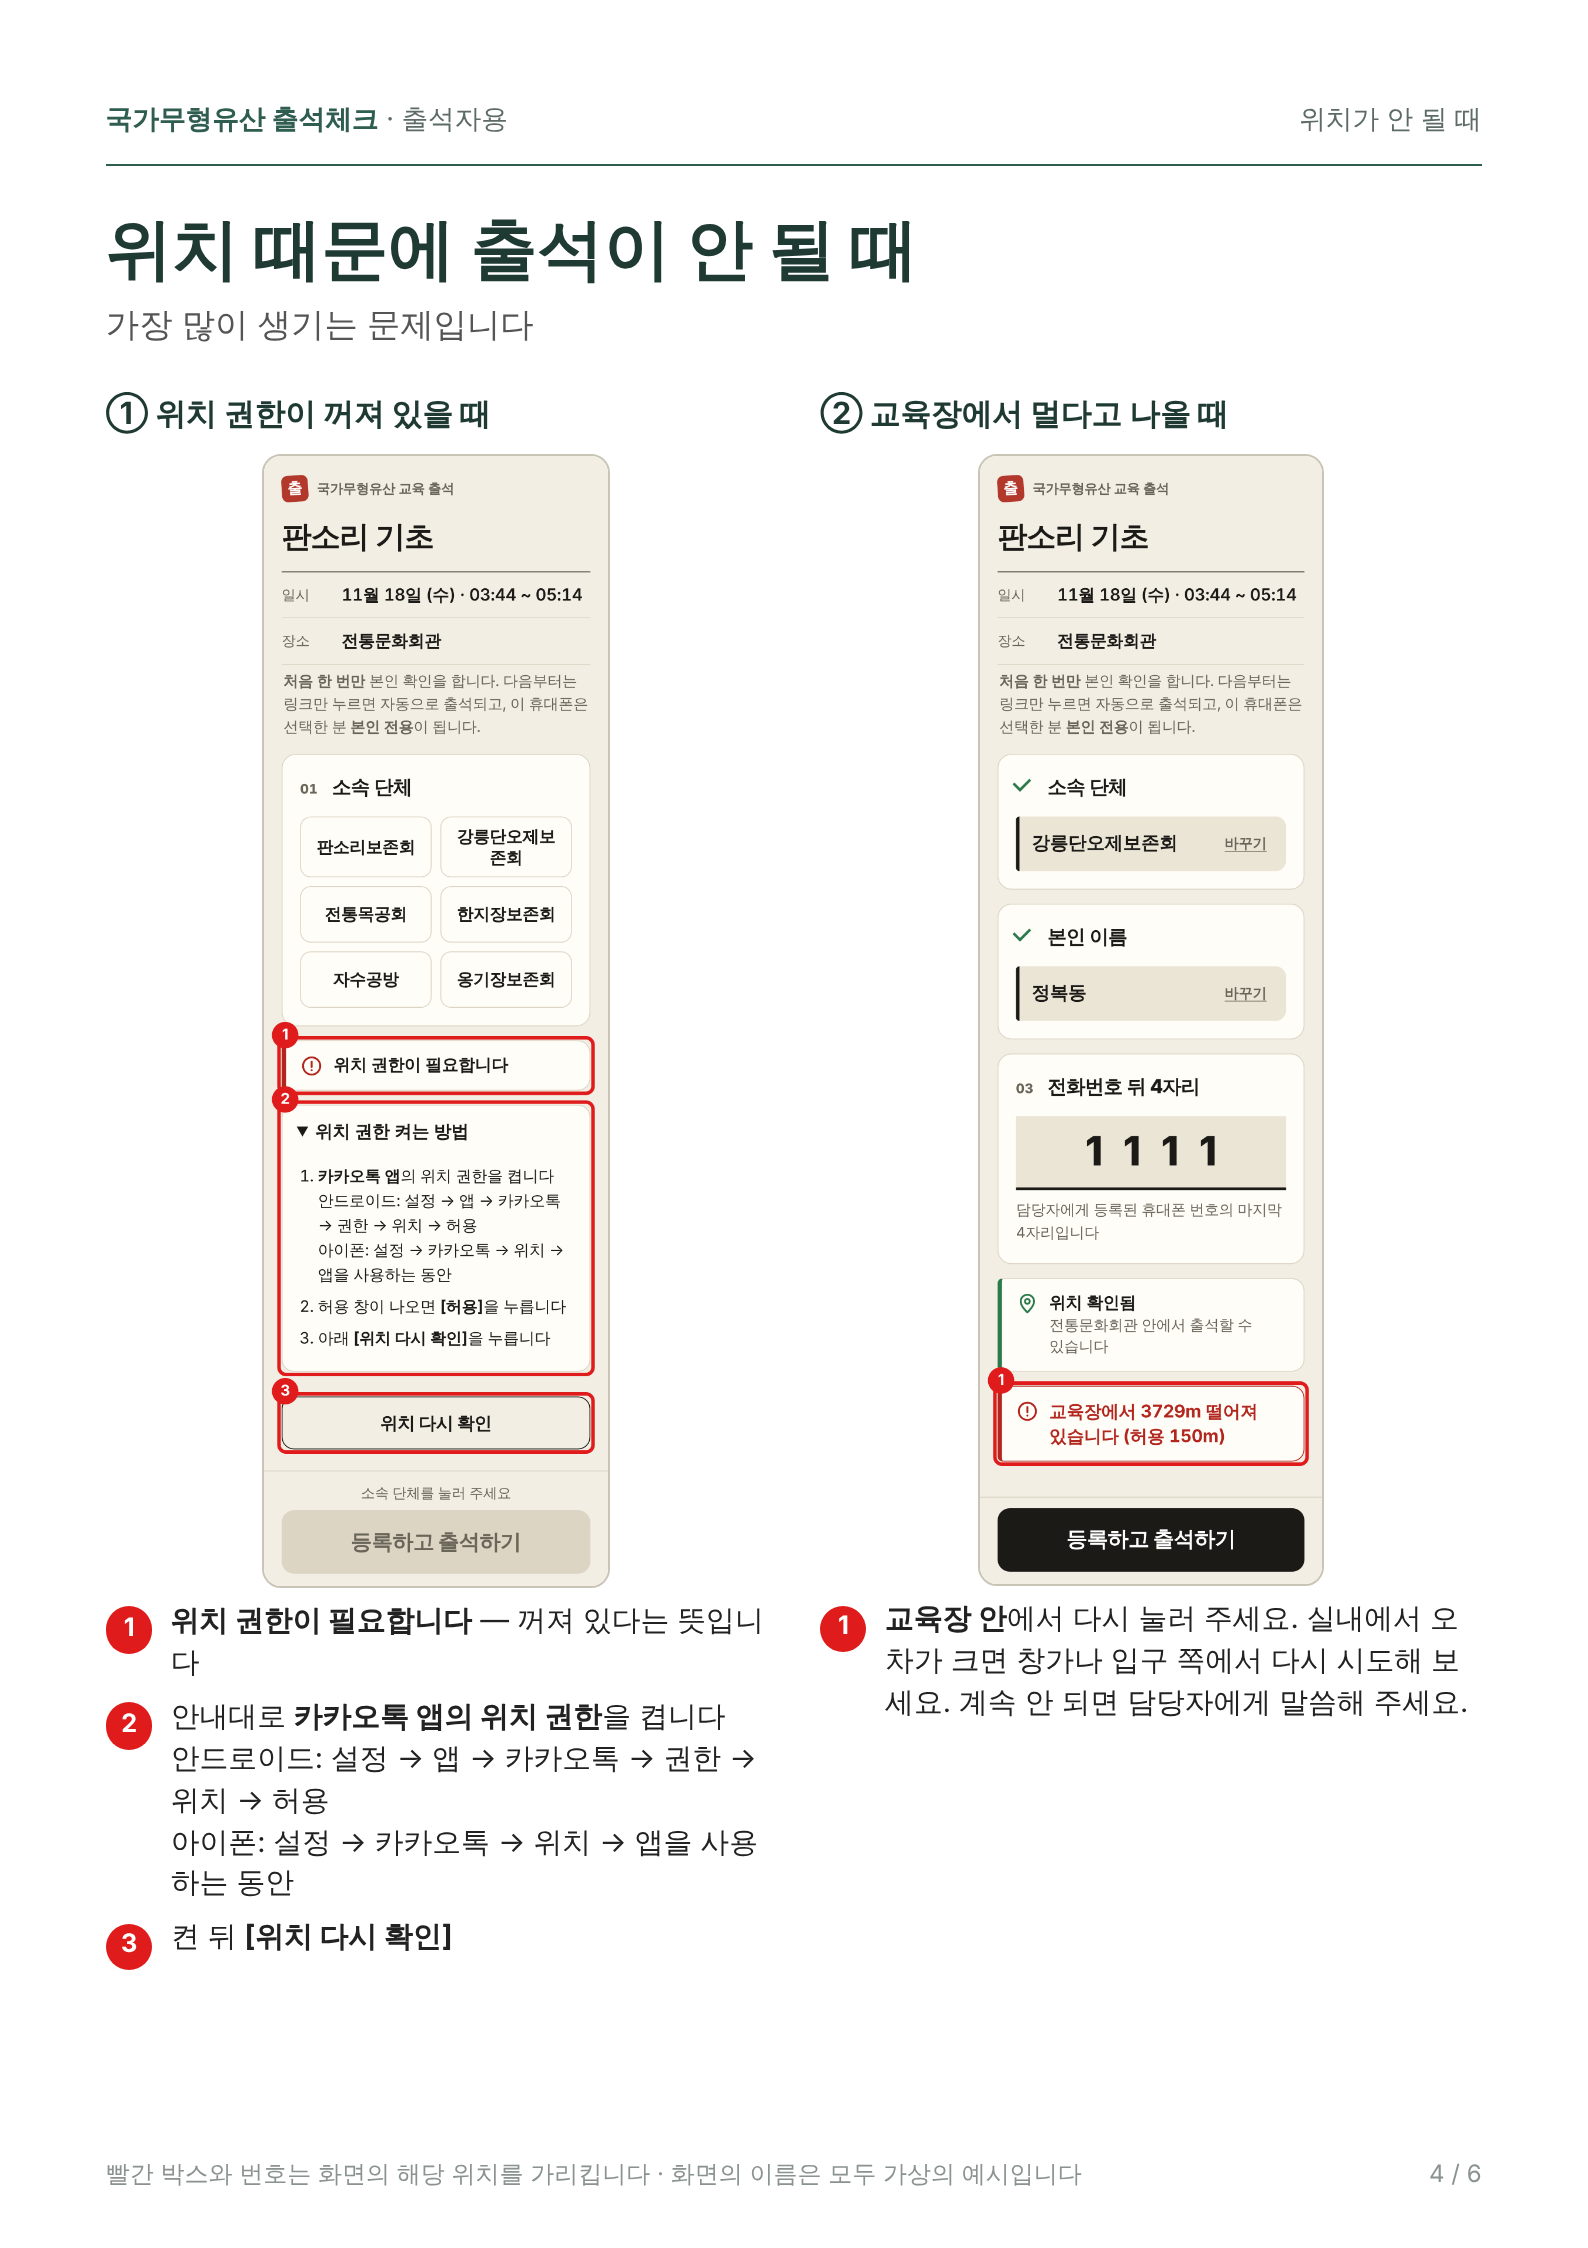 국가무형유산 출석체크 · 출석자용
위치가 안 될 때
위치 때문에 출석이 안 될 때
가장 많이 생기는 문제입니다
① 위치 권한이 꺼져 있을 때
출 국가무형유산 교육 출석
판소리 기초
일시 11월 18일 (수) · 03:44 ~ 05:14
장소 전통문화회관
처음 한 번만 본인 확인을 합니다. 다음부터는
링크만 누르면 자동으로 출석되고, 이 휴대폰은
선택한 분 본인 전용이 됩니다.
01 소속 단체
판소리보존회
강릉단오제보
존회
전통목공회
한지장보존회
자수공방
옹기장보존회
1
위치 권한이 필요합니다
2
▼ 위치 권한 켜는 방법
1. 카카오톡 앱의 위치 권한을 켭니다
안드로이드: 설정 → 앱 → 카카오톡
→ 권한 → 위치 → 허용
아이폰: 설정 → 카카오톡 → 위치 →
앱을 사용하는 동안
2. 허용 창이 나오면 [허용]을 누릅니다
3. 아래 [위치 다시 확인]을 누릅니다
3
위치 다시 확인
소속 단체를 눌러 주세요
등록하고 출석하기
1 위치 권한이 필요합니다 — 꺼져 있다는 뜻입니
다
2 안내대로 카카오톡 앱의 위치 권한을 켭니다
안드로이드: 설정 → 앱 → 카카오톡 → 권한 →
위치 → 허용
아이폰: 설정 → 카카오톡 → 위치 → 앱을 사용
하는 동안
3 켠 뒤 [위치 다시 확인]
② 교육장에서 멀다고 나올 때
출 국가무형유산 교육 출석
판소리 기초
일시 11월 18일 (수) · 03:44 ~ 05:14
장소 전통문화회관
처음 한 번만 본인 확인을 합니다. 다음부터는
링크만 누르면 자동으로 출석되고, 이 휴대폰은
선택한 분 본인 전용이 됩니다.
소속 단체
강릉단오제보존회 바꾸기
본인 이름
정복동 바꾸기
03 전화번호 뒤 4자리
1 1 1 1
담당자에게 등록된 휴대폰 번호의 마지막
4자리입니다
위치 확인됨
전통문화회관 안에서 출석할 수
있습니다
1
교육장에서 3729m 떨어져
있습니다 (허용 150m)
등록하고 출석하기
1 교육장 안에서 다시 눌러 주세요. 실내에서 오
차가 크면 창가나 입구 쪽에서 다시 시도해 보
세요. 계속 안 되면 담당자에게 말씀해 주세요.
빨간 박스와 번호는 화면의 해당 위치를 가리킵니다 · 화면의 이름은 모두 가상의 예시입니다
4 / 6